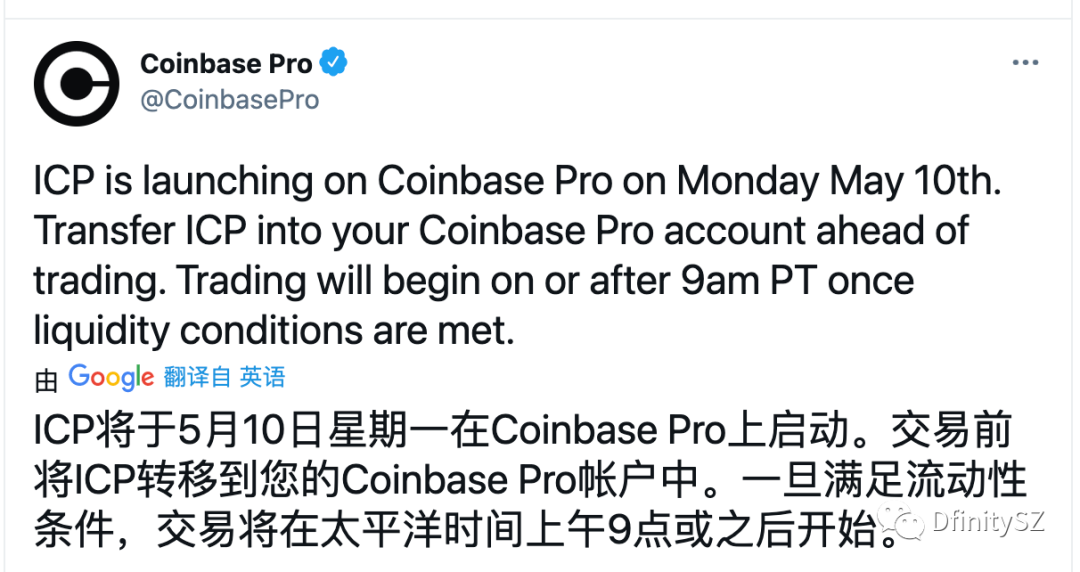 Coinbase Pro
@CoinbasePro
ICP is launching on Coinbase Pro on Monday May 10th.
Transfer ICP into your Coinbase Pro account ahead of
trading. Trading will begin on or after 9am PT once
liquidity conditions are met.
由 Google 翻译自 英语
ICP将于5月10日星期一在Coinbase Pro上启动。交易前
将ICP转移到您的Coinbase Pro帐户中。一旦满足流动性
条件，交易将在太平洋时间上午9点或之后开始。
DfinitySZ